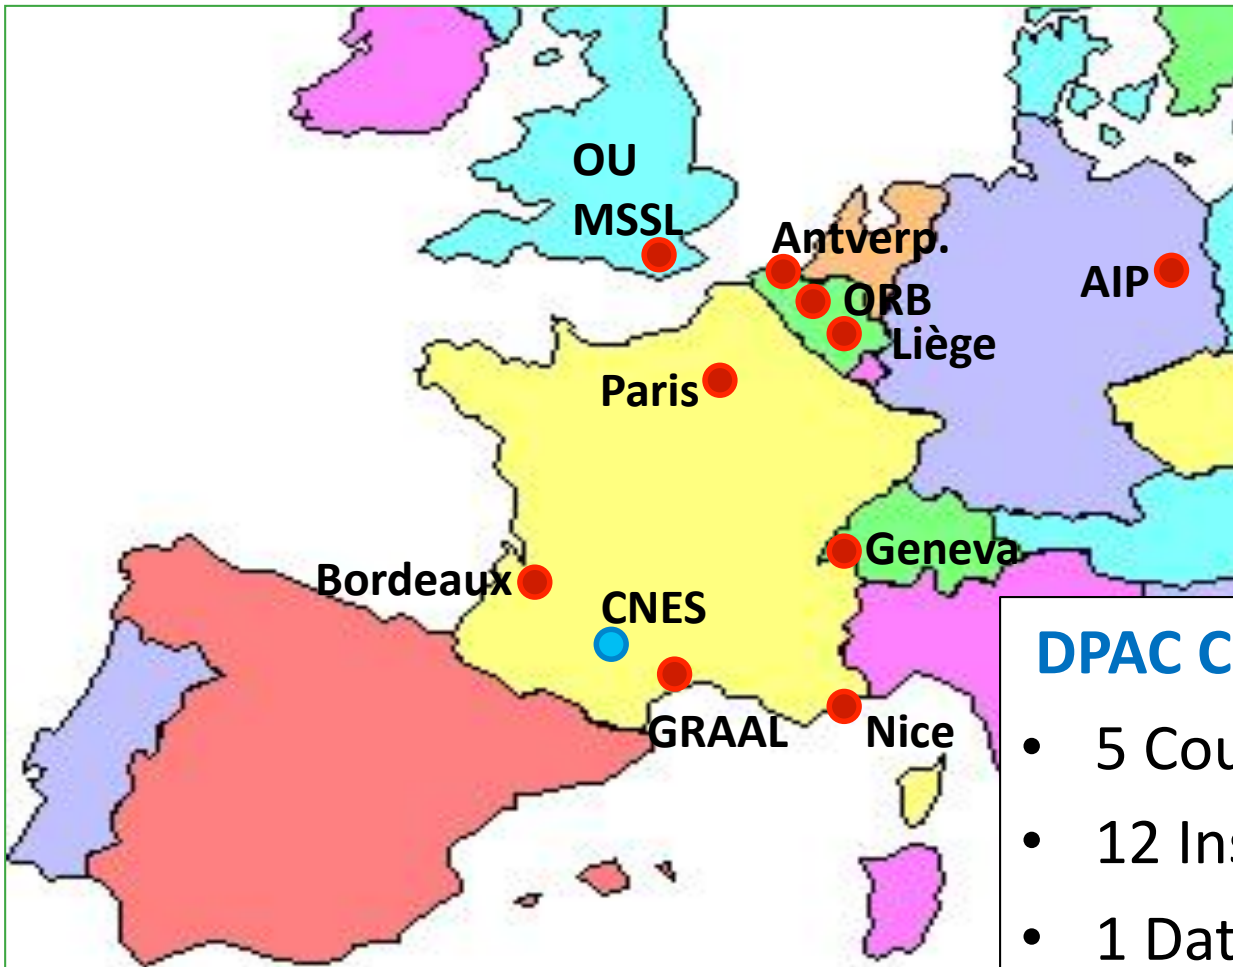 OU
MSSL
Antverp.
AIP
ORB
Liège
Paris
Geneva
Bordeaux
CNES
GRAAL
Nice
DPAC C
• 5 Cou
• 12 Ins
• 1 Dat